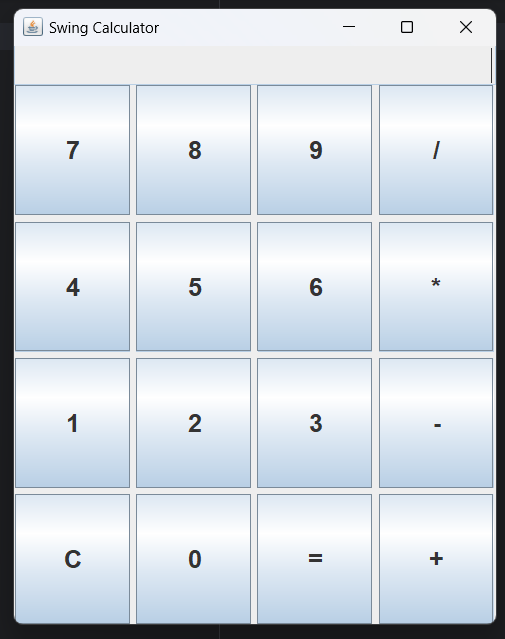 Swing Calculator
7 8 9 /
4 5 6 *
1 2 3 -
C 0 = +